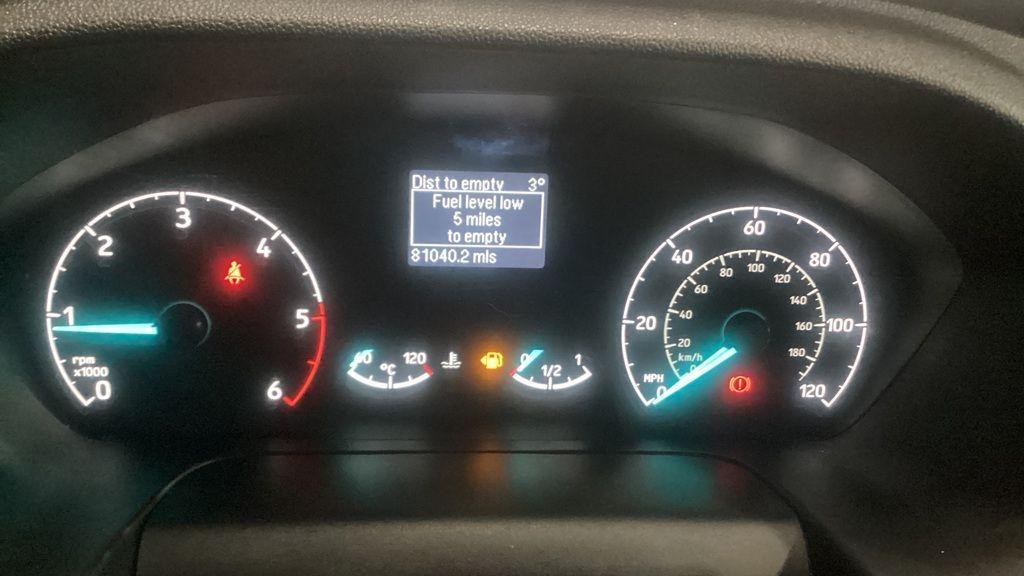 Dist to empty 3°
Fuel level low
5 miles
to empty
81040.2 mls
0 1 2 3 4 5 6
rpm
x1000
60 120
°C
0 1/2 1
0 20 40 60 80 100 120
MPH
0 20 40 60 80 100 120 140 160 180
km/h